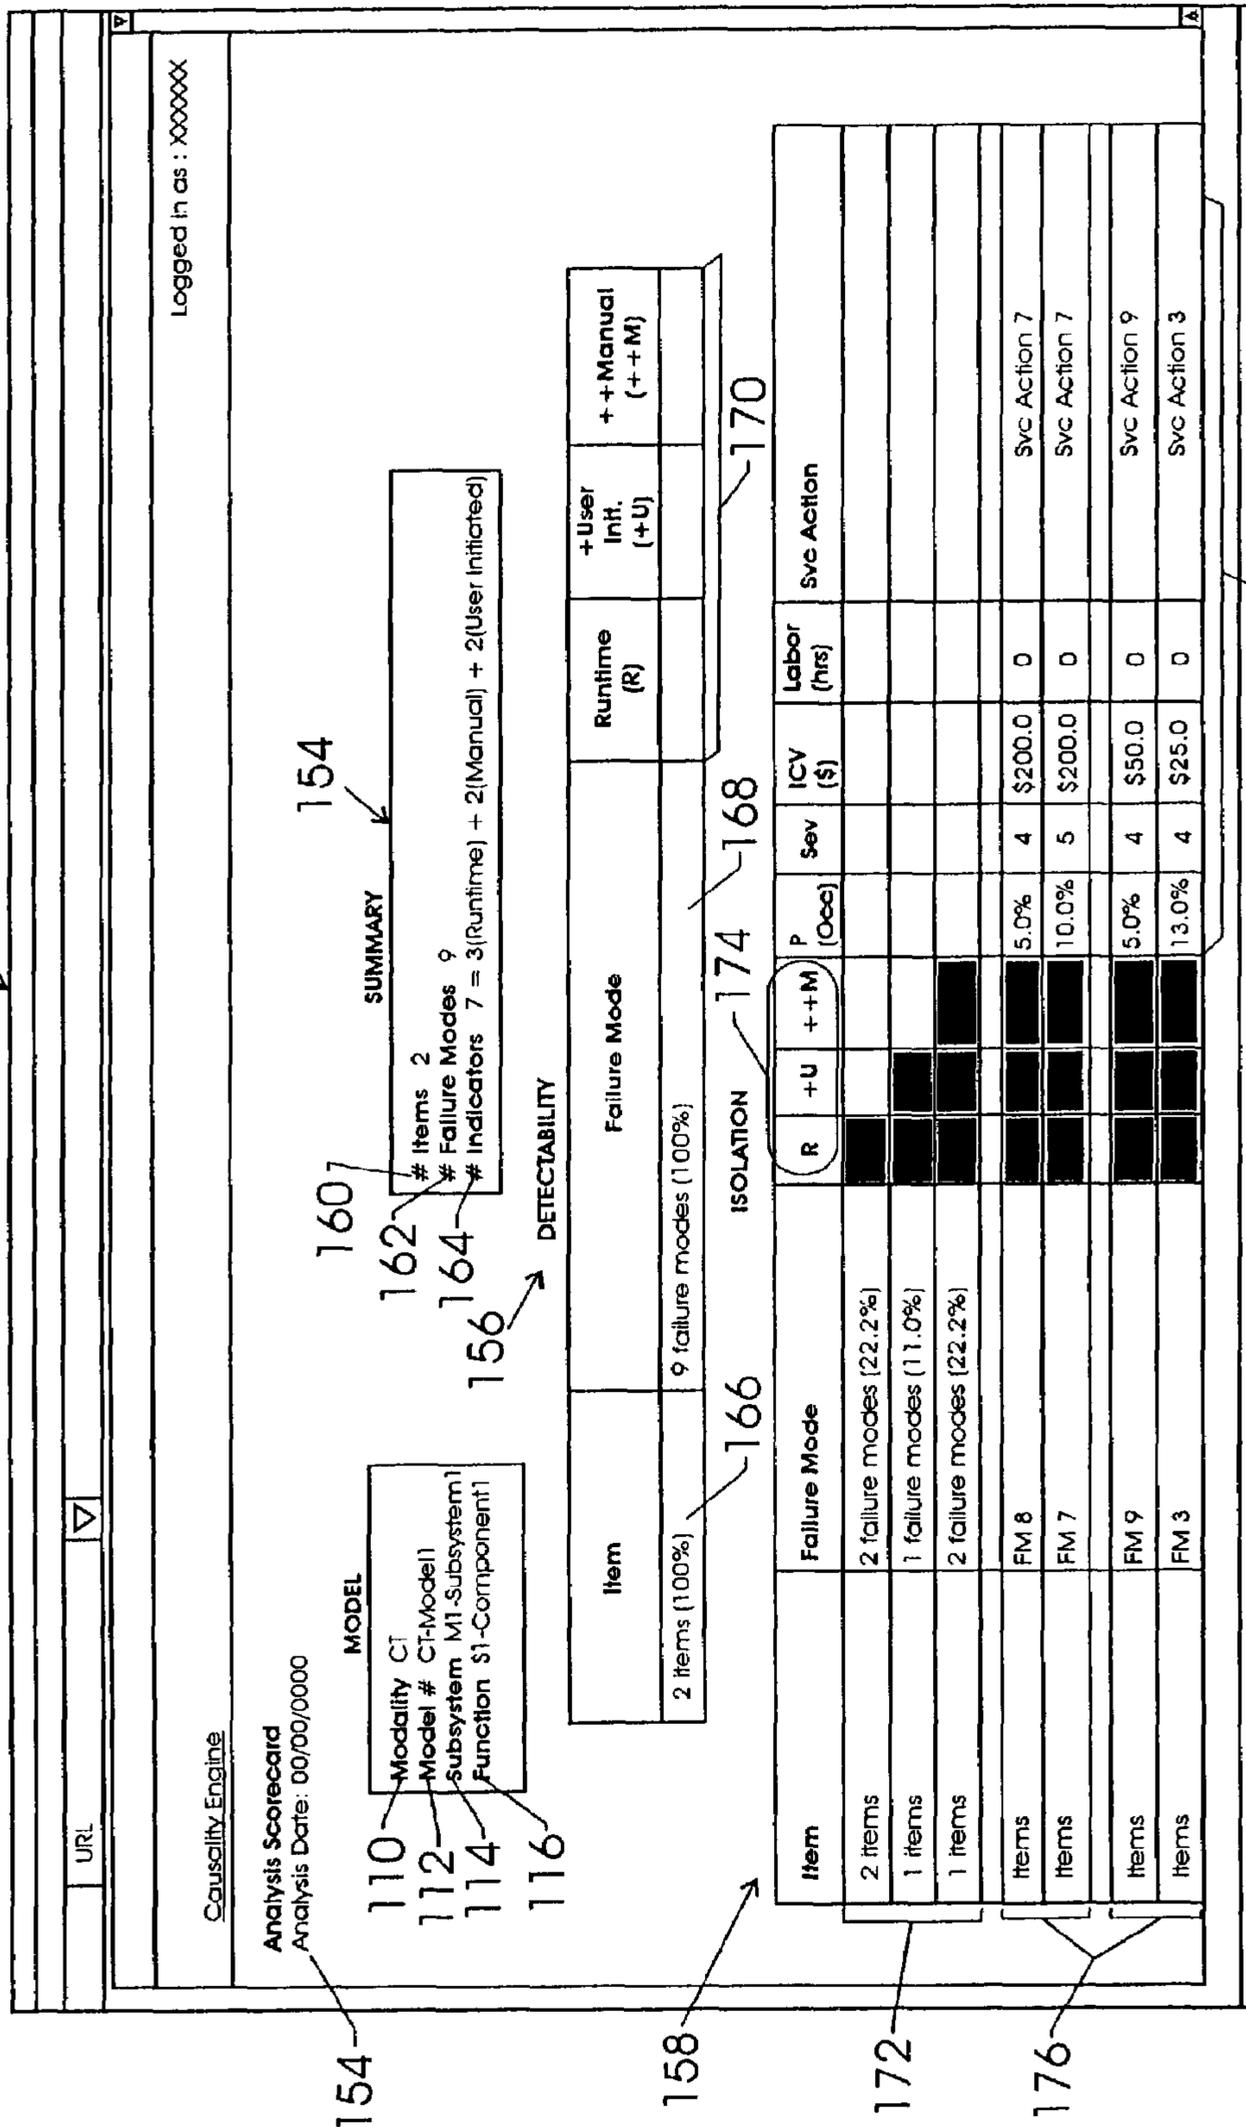 URL
Causality Engine
Logged in as : XXXXXX
Analysis Scorecard
Analysis Date: 00/00/0000
154
MODEL
110
Modality CT
112
Model # CT-Model1
114
Subsystem M1-Subsystem1
116
Function S1-Component1
SUMMARY
154
160
# Items 2
162
# Failure Modes 9
164
# Indicators 7 = 3(Runtime) + 2(Manual) + 2(User Initiated)
156
DETECTABILITY
Item Failure Mode Runtime (R) +User Init. (+U) ++Manual (++M)
2 items (100%) 9 failure modes (100%)
166
168
170
158
ISOLATION
174
Item Failure Mode R +U ++M P (Occ) Sev ICV ($) Labor (hrs) Svc Action
2 items 2 failure modes (22.2%)
1 items 1 failure modes (11.0%)
1 items 2 failure modes (22.2%)
172
Items FM 8 5.0% 4 $200.0 0 Svc Action 7
Items FM 7 10.0% 5 $200.0 0 Svc Action 7
Items FM 9 5.0% 4 $50.0 0 Svc Action 9
Items FM 3 13.0% 4 $25.0 0 Svc Action 3
176